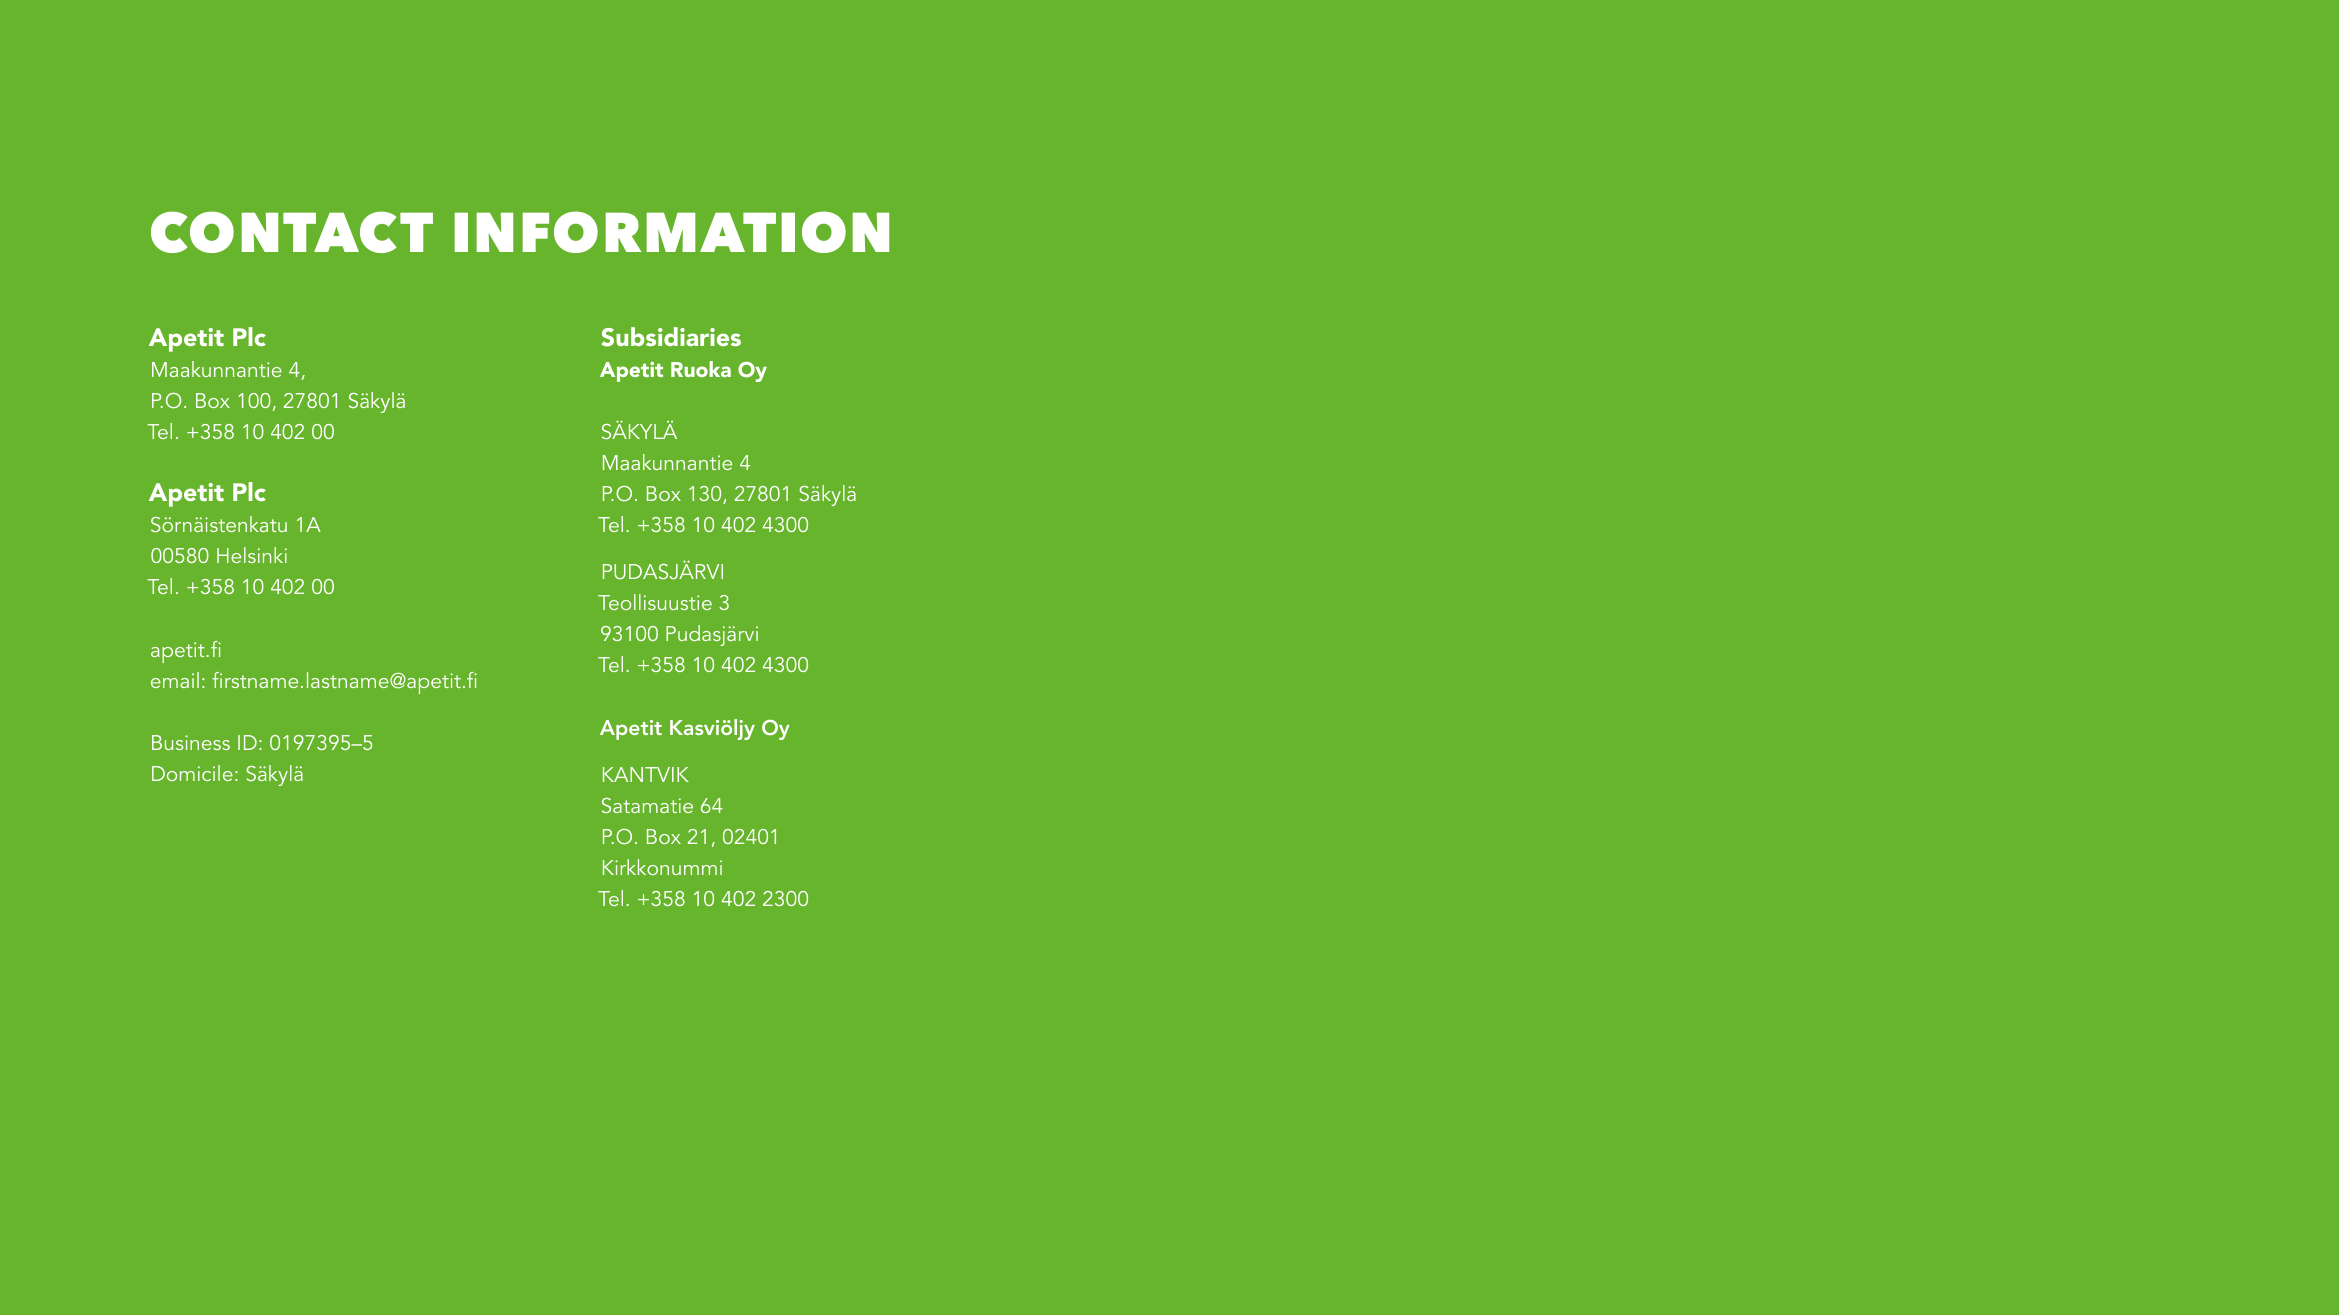 CONTACT INFORMATION
Apetit Plc
Maakunnantie 4,
P.O. Box 100, 27801 Säkylä
Tel. +358 10 402 00
Apetit Plc
Sörnäistenkatu 1A
00580 Helsinki
Tel. +358 10 402 00
apetit.fi
email: firstname.lastname@apetit.fi
Business ID: 0197395–5
Domicile: Säkylä
Subsidiaries
Apetit Ruoka Oy
SÄKYLÄ
Maakunnantie 4
P.O. Box 130, 27801 Säkylä
Tel. +358 10 402 4300
PUDASJÄRVI
Teollisuustie 3
93100 Pudasjärvi
Tel. +358 10 402 4300
Apetit Kasviöljy Oy
KANTVIK
Satamatie 64
P.O. Box 21, 02401
Kirkkonummi
Tel. +358 10 402 2300